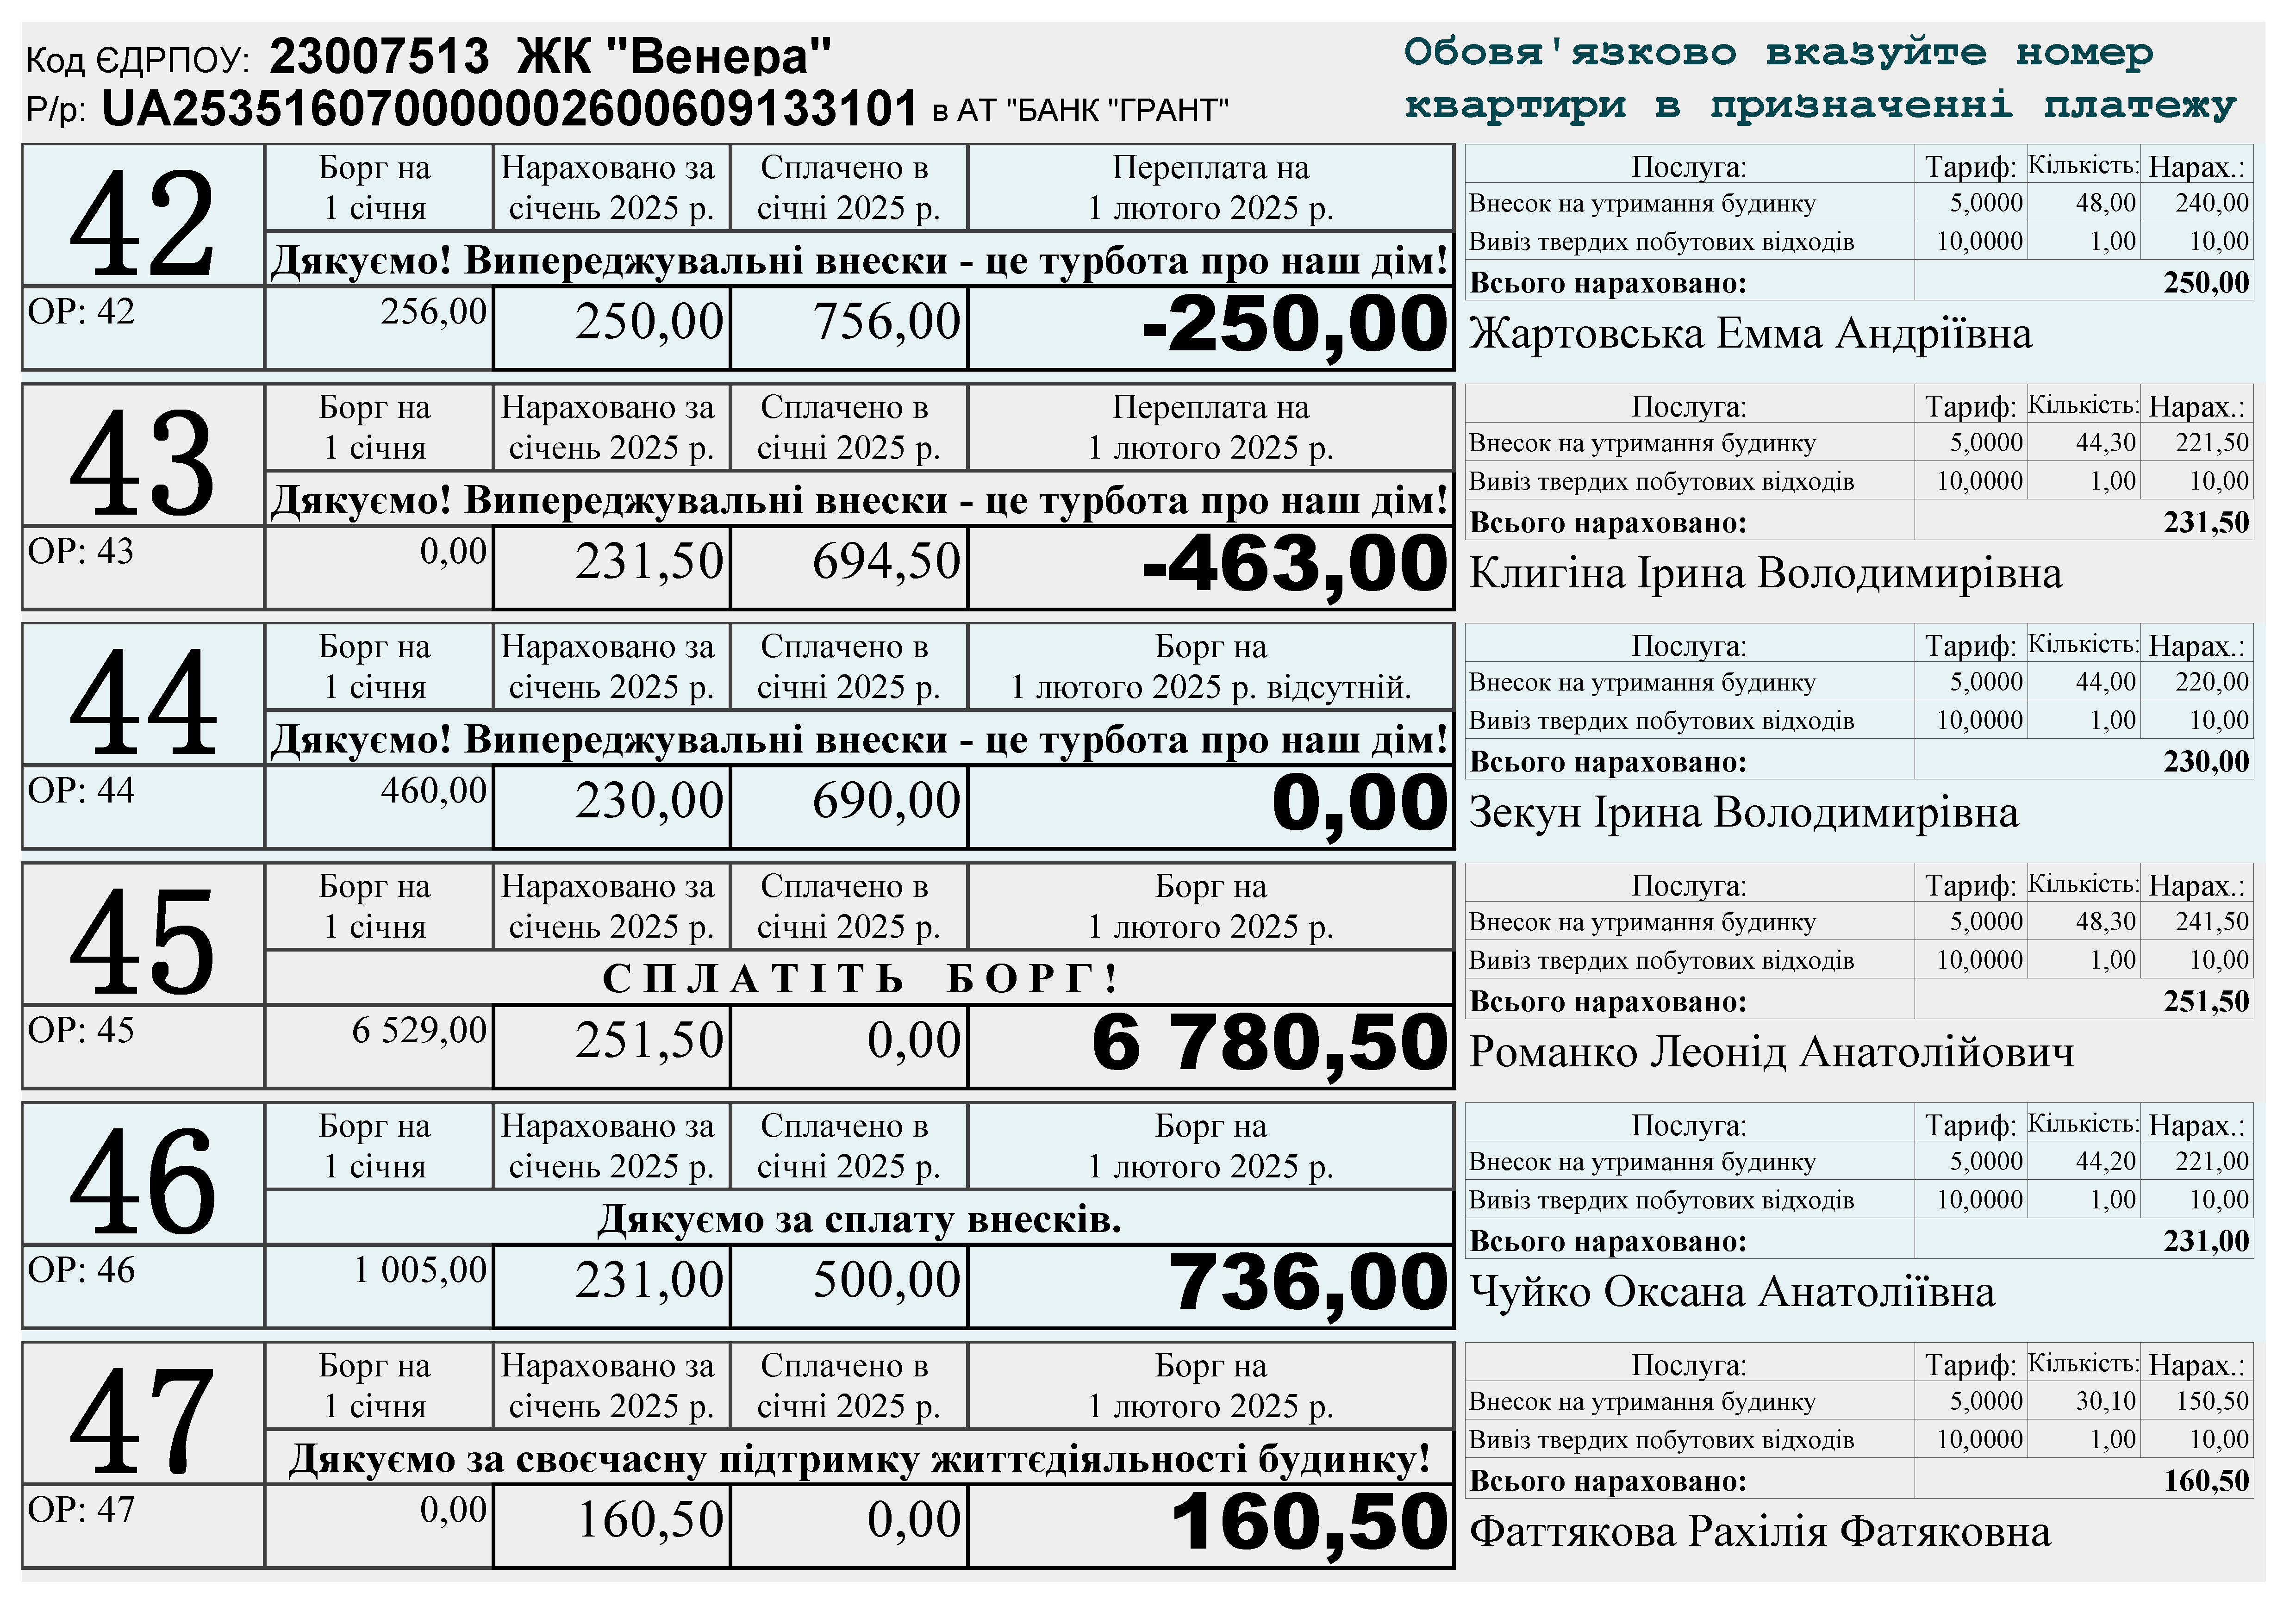 Код ЄДРПОУ: 23007513 ЖК "Венера"
Р/р: UA253516070000002600609133101 в АТ "БАНК "ГРАНТ"
Обовя'язково вказуйте номер
квартири в призначенні платежу
42
Борг на 1 січня
Нараховано за січень 2025 р.
Сплачено в січні 2025 р.
Переплата на 1 лютого 2025 р.
Дякуємо! Випереджувальні внески - це турбота про наш дім!
ОР: 42 256,00 250,00 756,00 -250,00
Послуга: Тариф: Кількість: Нарах.:
Внесок на утримання будинку 5,0000 48,00 240,00
Вивіз твердих побутових відходів 10,0000 1,00 10,00
Всього нараховано: 250,00
Жартовська Емма Андріївна
43
Борг на 1 січня
Нараховано за січень 2025 р.
Сплачено в січні 2025 р.
Переплата на 1 лютого 2025 р.
Дякуємо! Випереджувальні внески - це турбота про наш дім!
ОР: 43 0,00 231,50 694,50 -463,00
Послуга: Тариф: Кількість: Нарах.:
Внесок на утримання будинку 5,0000 44,30 221,50
Вивіз твердих побутових відходів 10,0000 1,00 10,00
Всього нараховано: 231,50
Клигіна Ірина Володимирівна
44
Борг на 1 січня
Нараховано за січень 2025 р.
Сплачено в січні 2025 р.
Борг на 1 лютого 2025 р. відсутній.
Дякуємо! Випереджувальні внески - це турбота про наш дім!
ОР: 44 460,00 230,00 690,00 0,00
Послуга: Тариф: Кількість: Нарах.:
Внесок на утримання будинку 5,0000 44,00 220,00
Вивіз твердих побутових відходів 10,0000 1,00 10,00
Всього нараховано: 230,00
Зекун Ірина Володимирівна
45
Борг на 1 січня
Нараховано за січень 2025 р.
Сплачено в січні 2025 р.
Борг на 1 лютого 2025 р.
С П Л А Т І Т Ь Б О Р Г !
ОР: 45 6 529,00 251,50 0,00 6 780,50
Послуга: Тариф: Кількість: Нарах.:
Внесок на утримання будинку 5,0000 48,30 241,50
Вивіз твердих побутових відходів 10,0000 1,00 10,00
Всього нараховано: 251,50
Романко Леонід Анатолійович
46
Борг на 1 січня
Нараховано за січень 2025 р.
Сплачено в січні 2025 р.
Борг на 1 лютого 2025 р.
Дякуємо за сплату внесків.
ОР: 46 1 005,00 231,00 500,00 736,00
Послуга: Тариф: Кількість: Нарах.:
Внесок на утримання будинку 5,0000 44,20 221,00
Вивіз твердих побутових відходів 10,0000 1,00 10,00
Всього нараховано: 231,00
Чуйко Оксана Анатоліївна
47
Борг на 1 січня
Нараховано за січень 2025 р.
Сплачено в січні 2025 р.
Борг на 1 лютого 2025 р.
Дякуємо за своєчасну підтримку життєдіяльності будинку!
ОР: 47 0,00 160,50 0,00 160,50
Послуга: Тариф: Кількість: Нарах.:
Внесок на утримання будинку 5,0000 30,10 150,50
Вивіз твердих побутових відходів 10,0000 1,00 10,00
Всього нараховано: 160,50
Фаттякова Рахілія Фатяковна